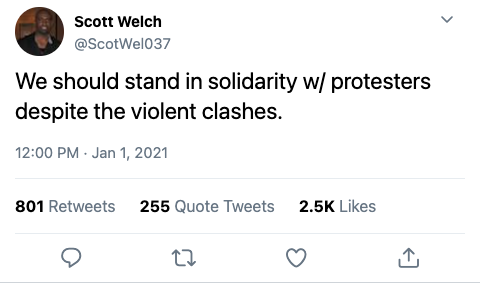 Scott Welch
@ScotWel037
We should stand in solidarity w/ protesters
despite the violent clashes.
12:00 PM · Jan 1, 2021
801 Retweets 255 Quote Tweets 2.5K Likes